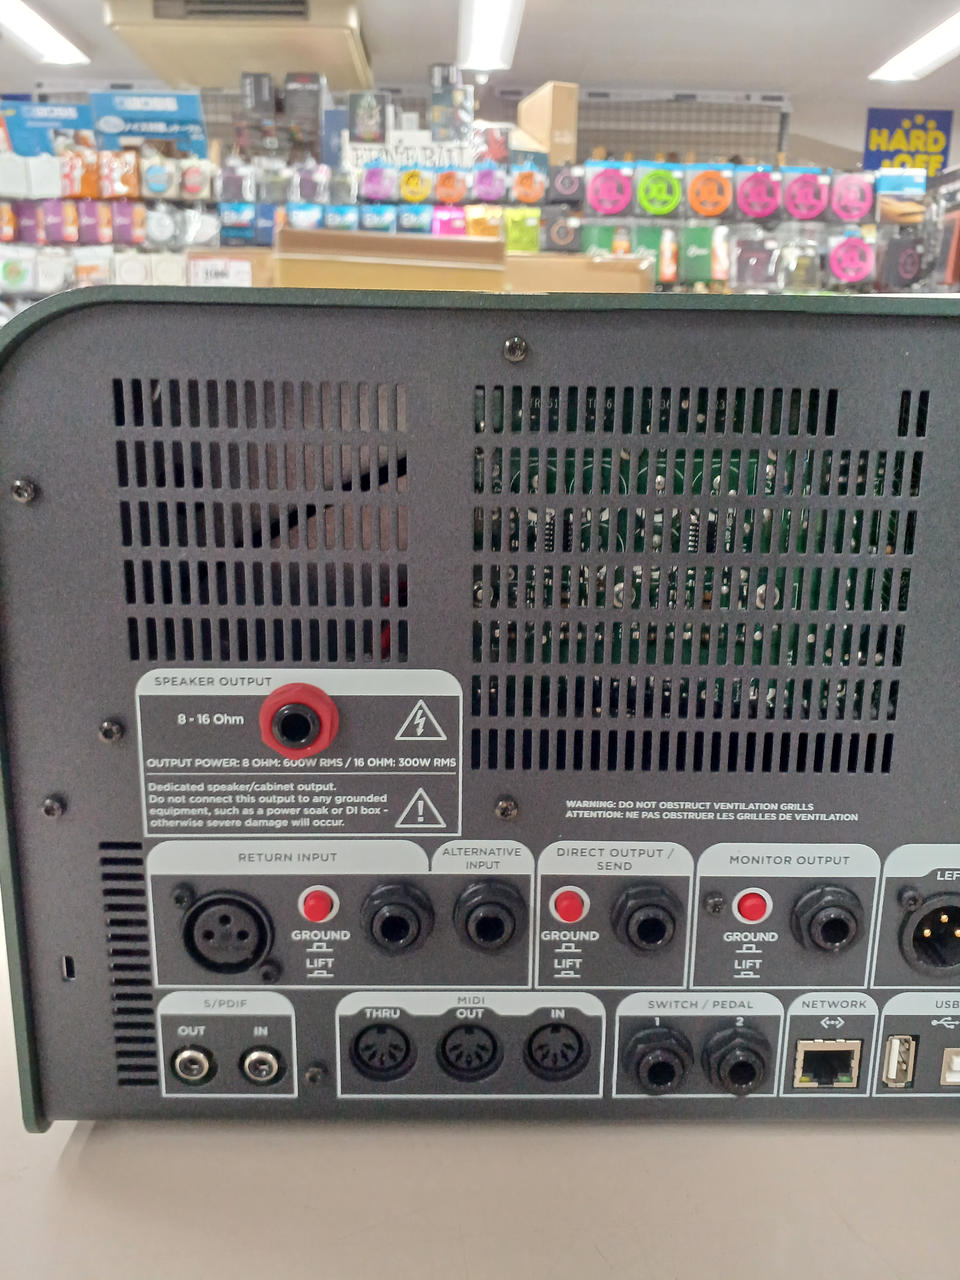 BOSS
BOSS
ERNIE BALL
HARD
OFF
SPEAKER OUTPUT
8 - 16 Ohm
OUTPUT POWER: 8 OHM: 600W RMS / 16 OHM: 300W RMS
Dedicated speaker/cabinet output.
Do not connect this output to any grounded
equipment, such as a power soak or DI box -
otherwise severe damage will occur.
WARNING: DO NOT OBSTRUCT VENTILATION GRILLS
ATTENTION: NE PAS OBSTRUER LES GRILLES DE VENTILATION
RETURN INPUT
ALTERNATIVE
INPUT
DIRECT OUTPUT /
SEND
MONITOR OUTPUT
LEF
GROUND
LIFT
GROUND
LIFT
GROUND
LIFT
S/PDIF
OUT
IN
MIDI
THRU
OUT
IN
SWITCH / PEDAL
1
2
NETWORK
USB